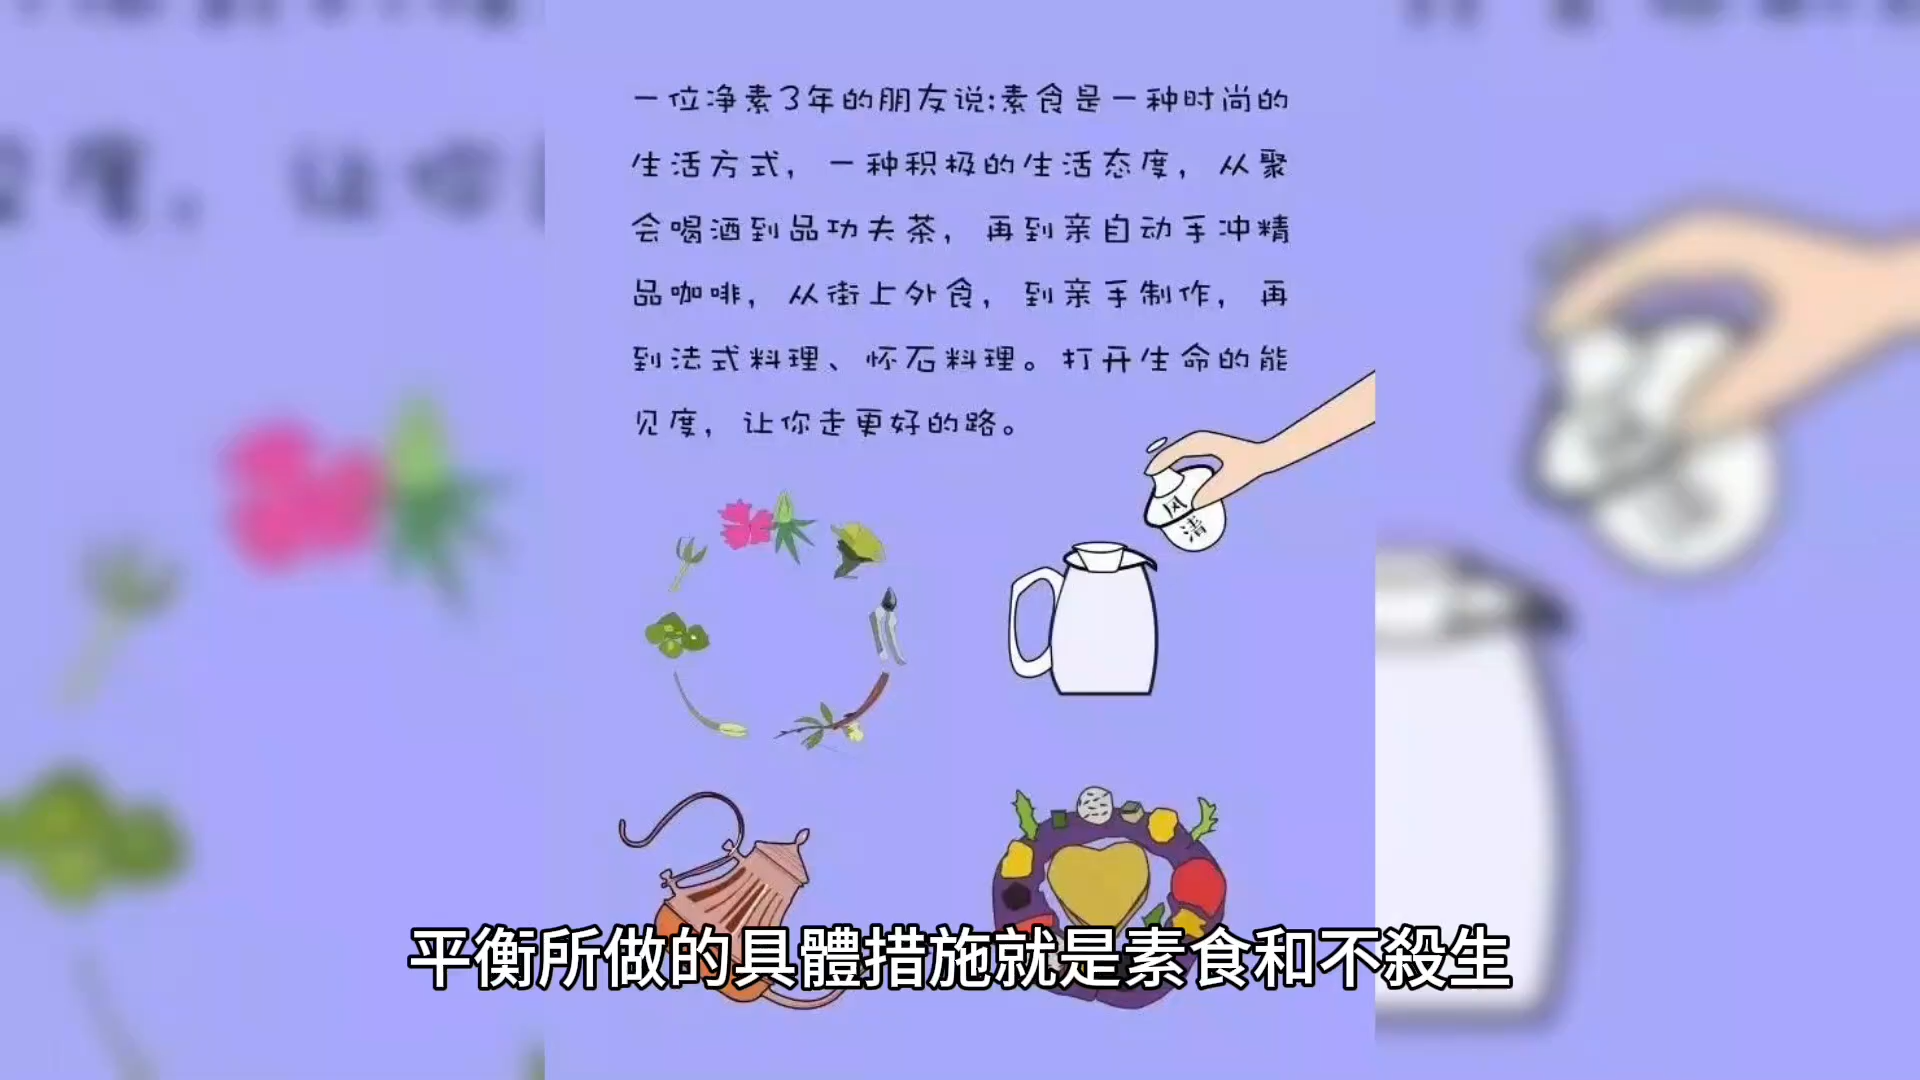 一位净素3年的朋友说:素食是一种时尚的
生活方式，一种积极的生活态度，从聚
会喝酒到品功夫茶，再到亲自动手冲精
品咖啡，从街上外食，到亲手制作，再
到法式料理、怀石料理。打开生命的能
见度，让你走更好的路。
风
清
平衡所做的具體措施就是素食和不殺生